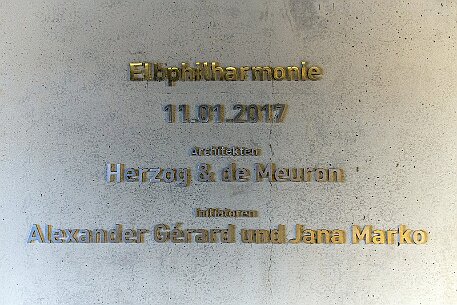 Elbphilharmonie
11.01.2017
Architekten
Herzog & de Meuron
Initiatoren
Alexander Gérard und Jana Marko